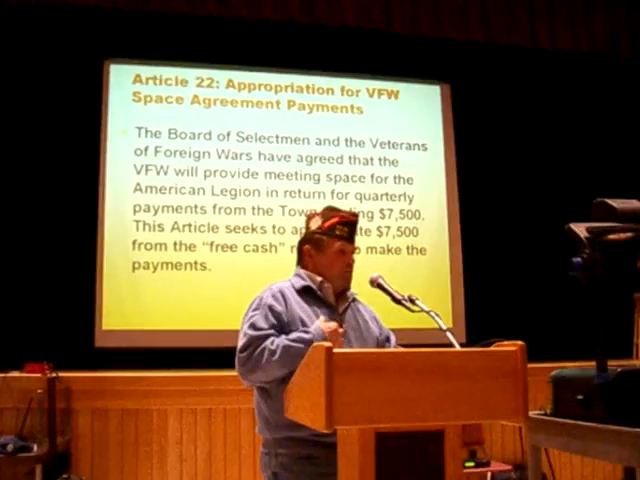 Article 22: Appropriation for VFW
Space Agreement Payments
The Board of Selectmen and the Veterans
of Foreign Wars have agreed that the
VFW will provide meeting space for the
American Legion in return for quarterly
payments from the Town $7,500.
This Article seeks to $7,500
from the “free cash” make the
payments.